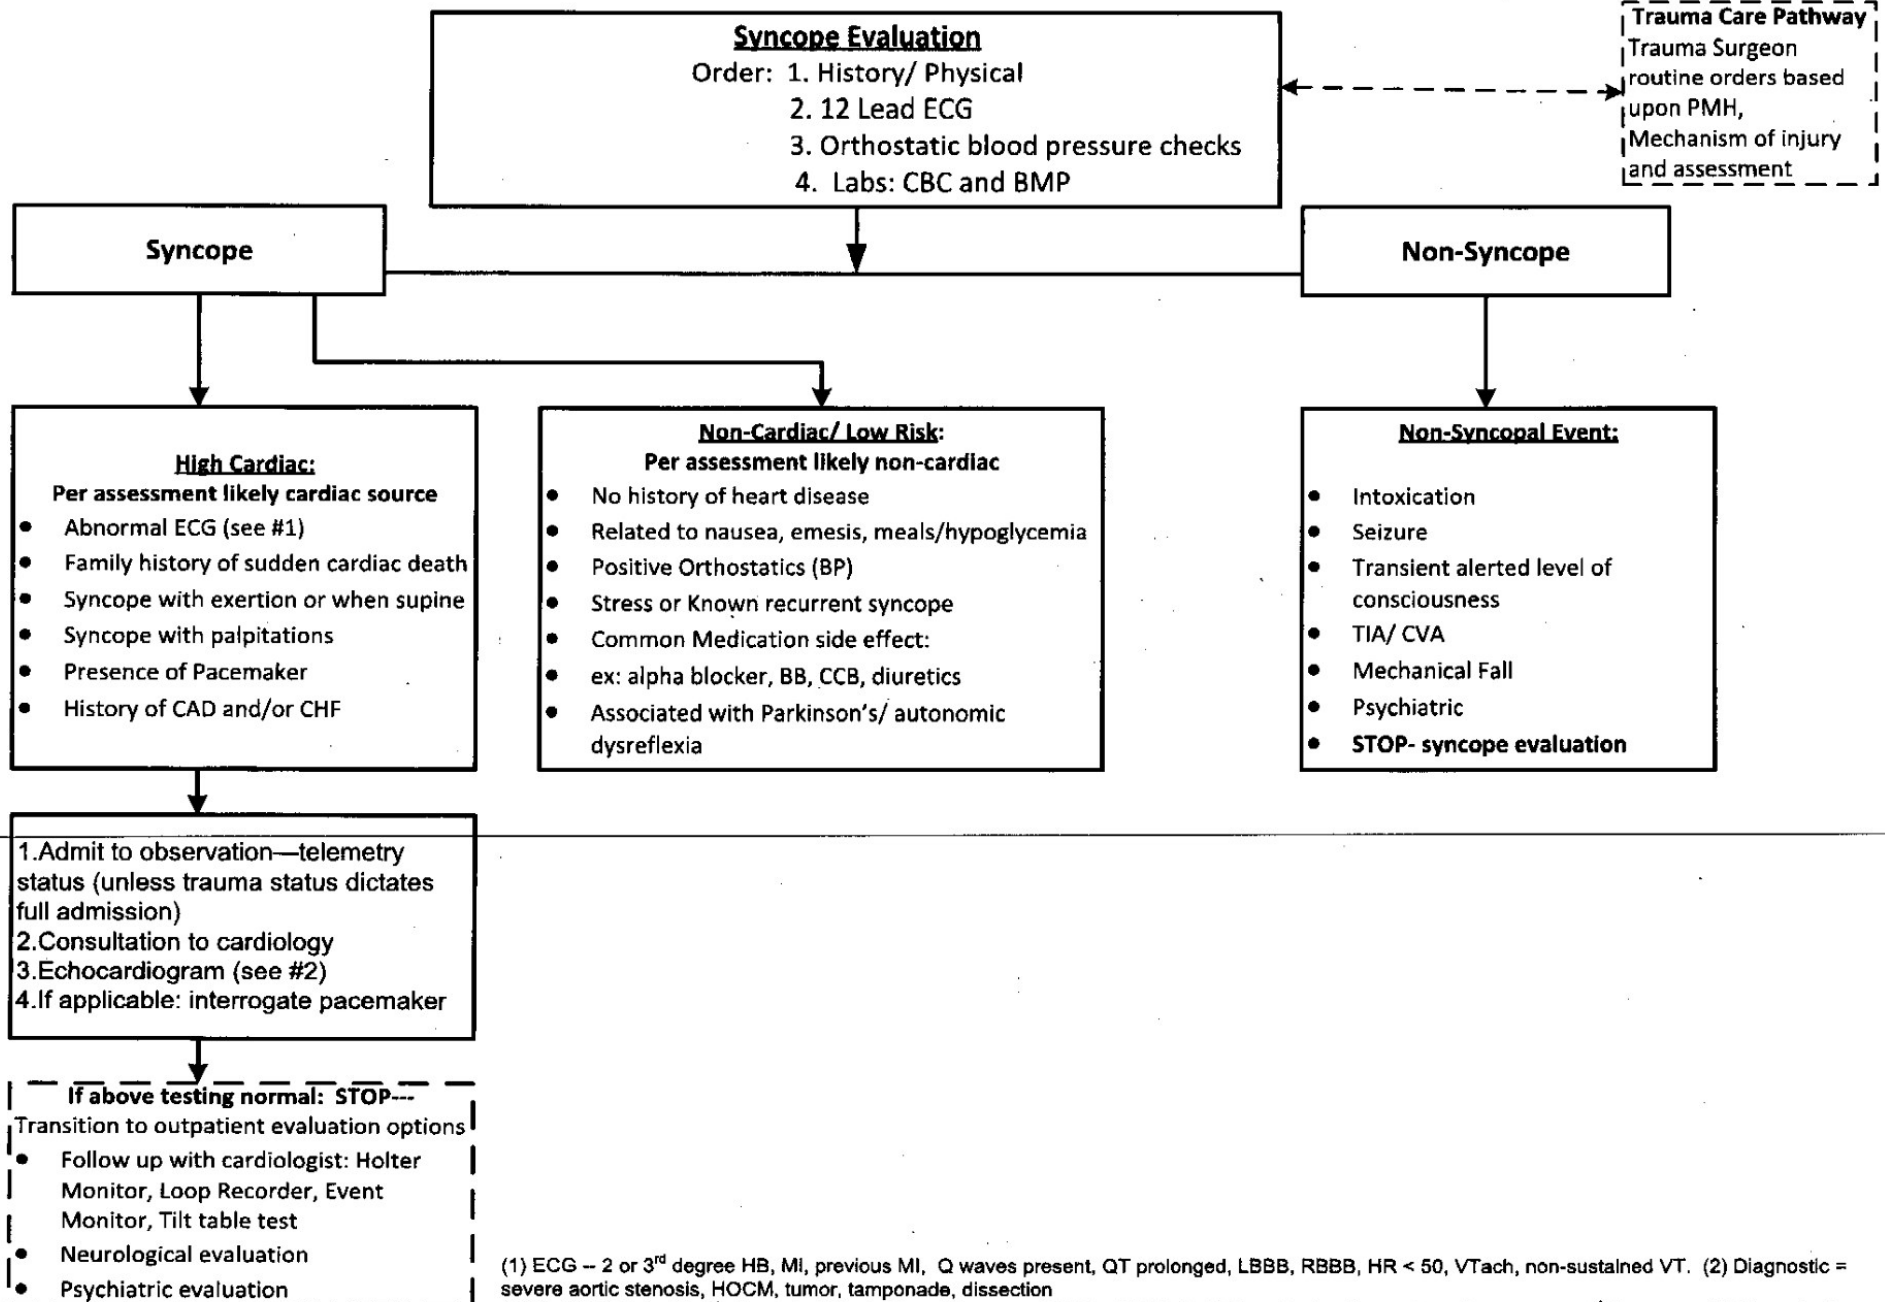 Syncope Evaluation
Order: 1. History/ Physical
2. 12 Lead ECG
3. Orthostatic blood pressure checks
4. Labs: CBC and BMP
Trauma Care Pathway
Trauma Surgeon
routine orders based
upon PMH,
Mechanism of injury
and assessment
Syncope
Non-Syncope
High Cardiac:
Per assessment likely cardiac source
• Abnormal ECG (see #1)
• Family history of sudden cardiac death
• Syncope with exertion or when supine
• Syncope with palpitations
• Presence of Pacemaker
• History of CAD and/or CHF
Non-Cardiac/ Low Risk:
Per assessment likely non-cardiac
• No history of heart disease
• Related to nausea, emesis, meals/hypoglycemia
• Positive Orthostatics (BP)
• Stress or Known recurrent syncope
• Common Medication side effect:
• ex: alpha blocker, BB, CCB, diuretics
• Associated with Parkinson's/ autonomic
dysreflexia
Non-Syncopal Event:
• Intoxication
• Seizure
• Transient alerted level of
consciousness
• TIA/ CVA
• Mechanical Fall
• Psychiatric
• STOP- syncope evaluation
1.Admit to observation—telemetry
status (unless trauma status dictates
full admission)
2.Consultation to cardiology
3.Echocardiogram (see #2)
4.If applicable: interrogate pacemaker
If above testing normal: STOP---
Transition to outpatient evaluation options
• Follow up with cardiologist: Holter
Monitor, Loop Recorder, Event
Monitor, Tilt table test
• Neurological evaluation
• Psychiatric evaluation
(1) ECG – 2 or 3rd degree HB, MI, previous MI, Q waves present, QT prolonged, LBBB, RBBB, HR < 50, VTach, non-sustained VT. (2) Diagnostic =
severe aortic stenosis, HOCM, tumor, tamponade, dissection